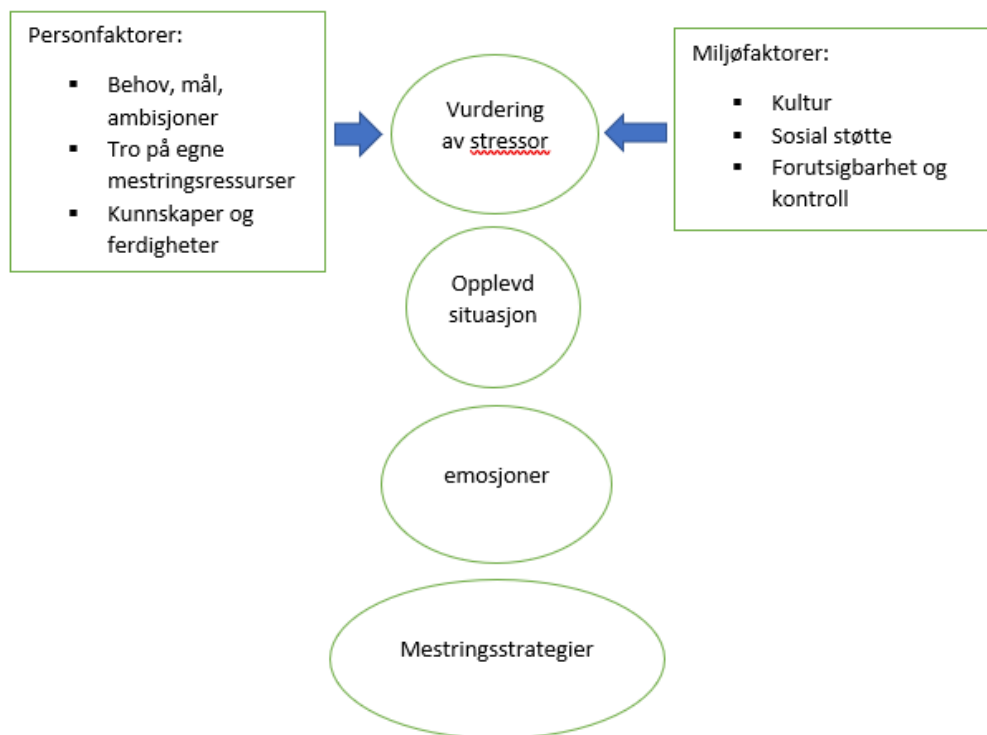 Personfaktorer:
▪ Behov, mål,
ambisjoner
▪ Tro på egne
mestringsressurser
▪ Kunnskaper og
ferdigheter
Vurdering
av stressor
Miljøfaktorer:
▪ Kultur
▪ Sosial støtte
▪ Forutsigbarhet og
kontroll
Opplevd
situasjon
emosjoner
Mestringsstrategier